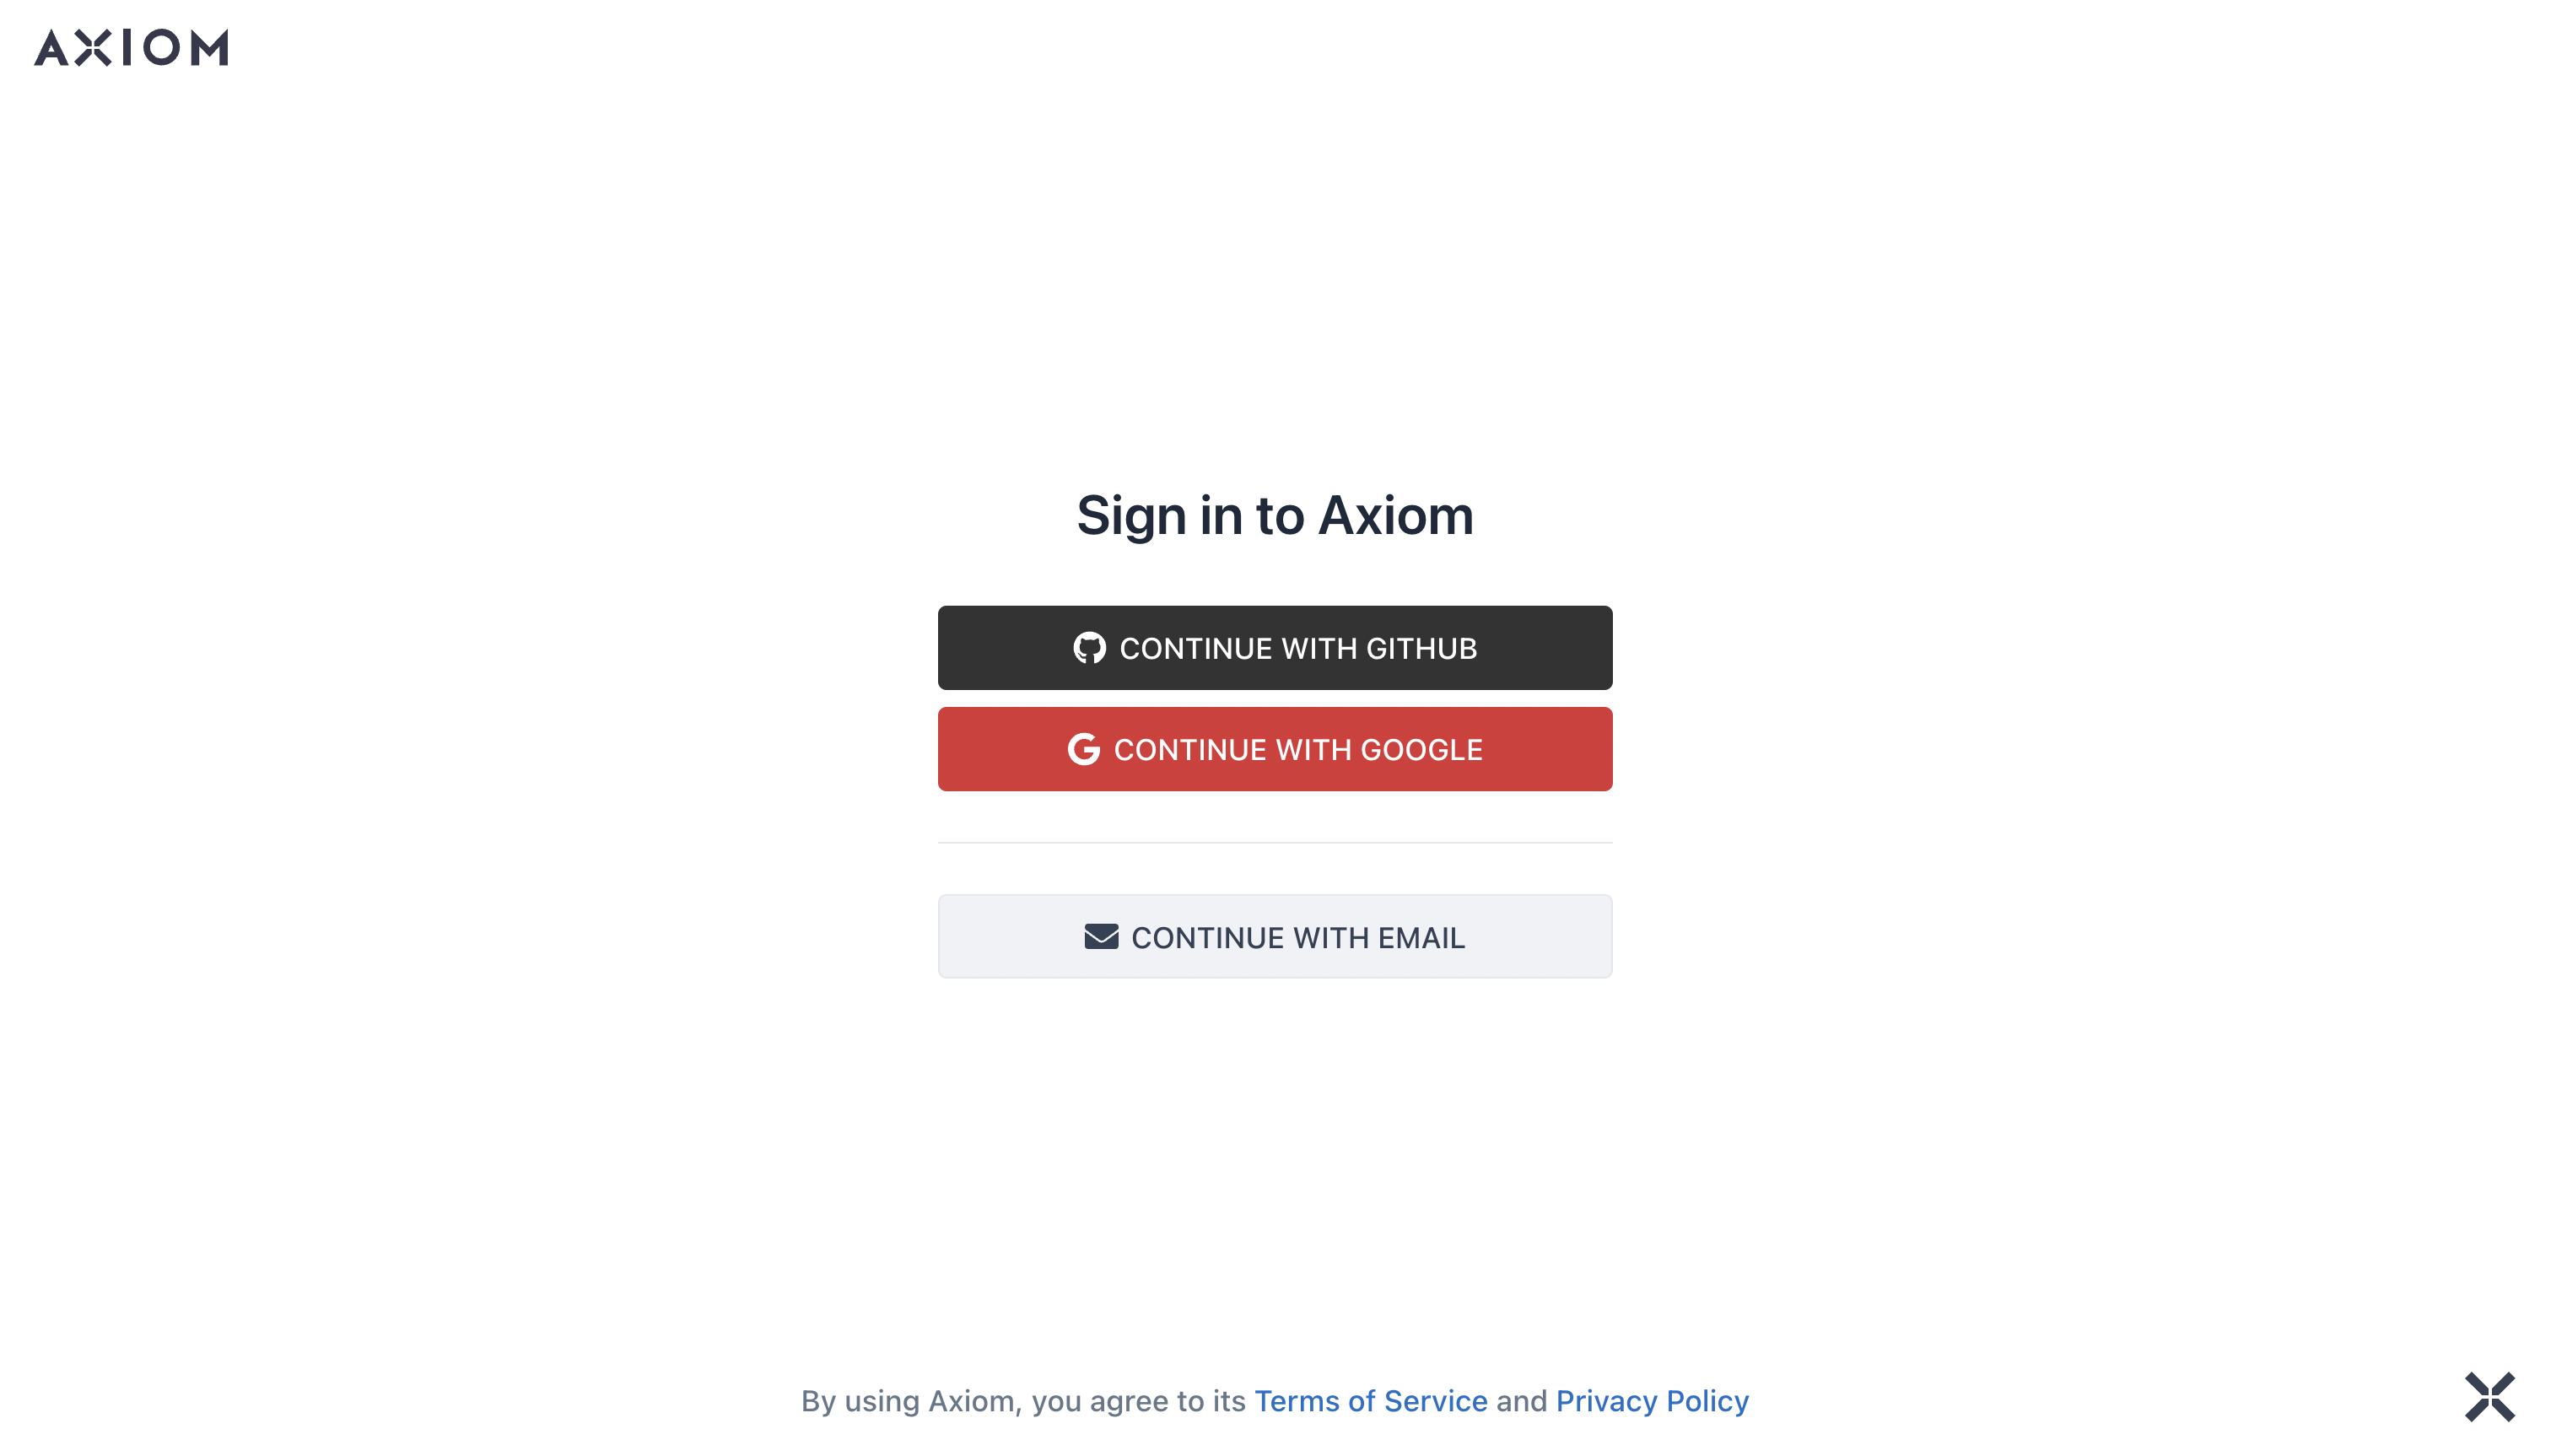 AXIOM
Sign in to Axiom
CONTINUE WITH GITHUB
CONTINUE WITH GOOGLE
CONTINUE WITH EMAIL
By using Axiom, you agree to its Terms of Service and Privacy Policy